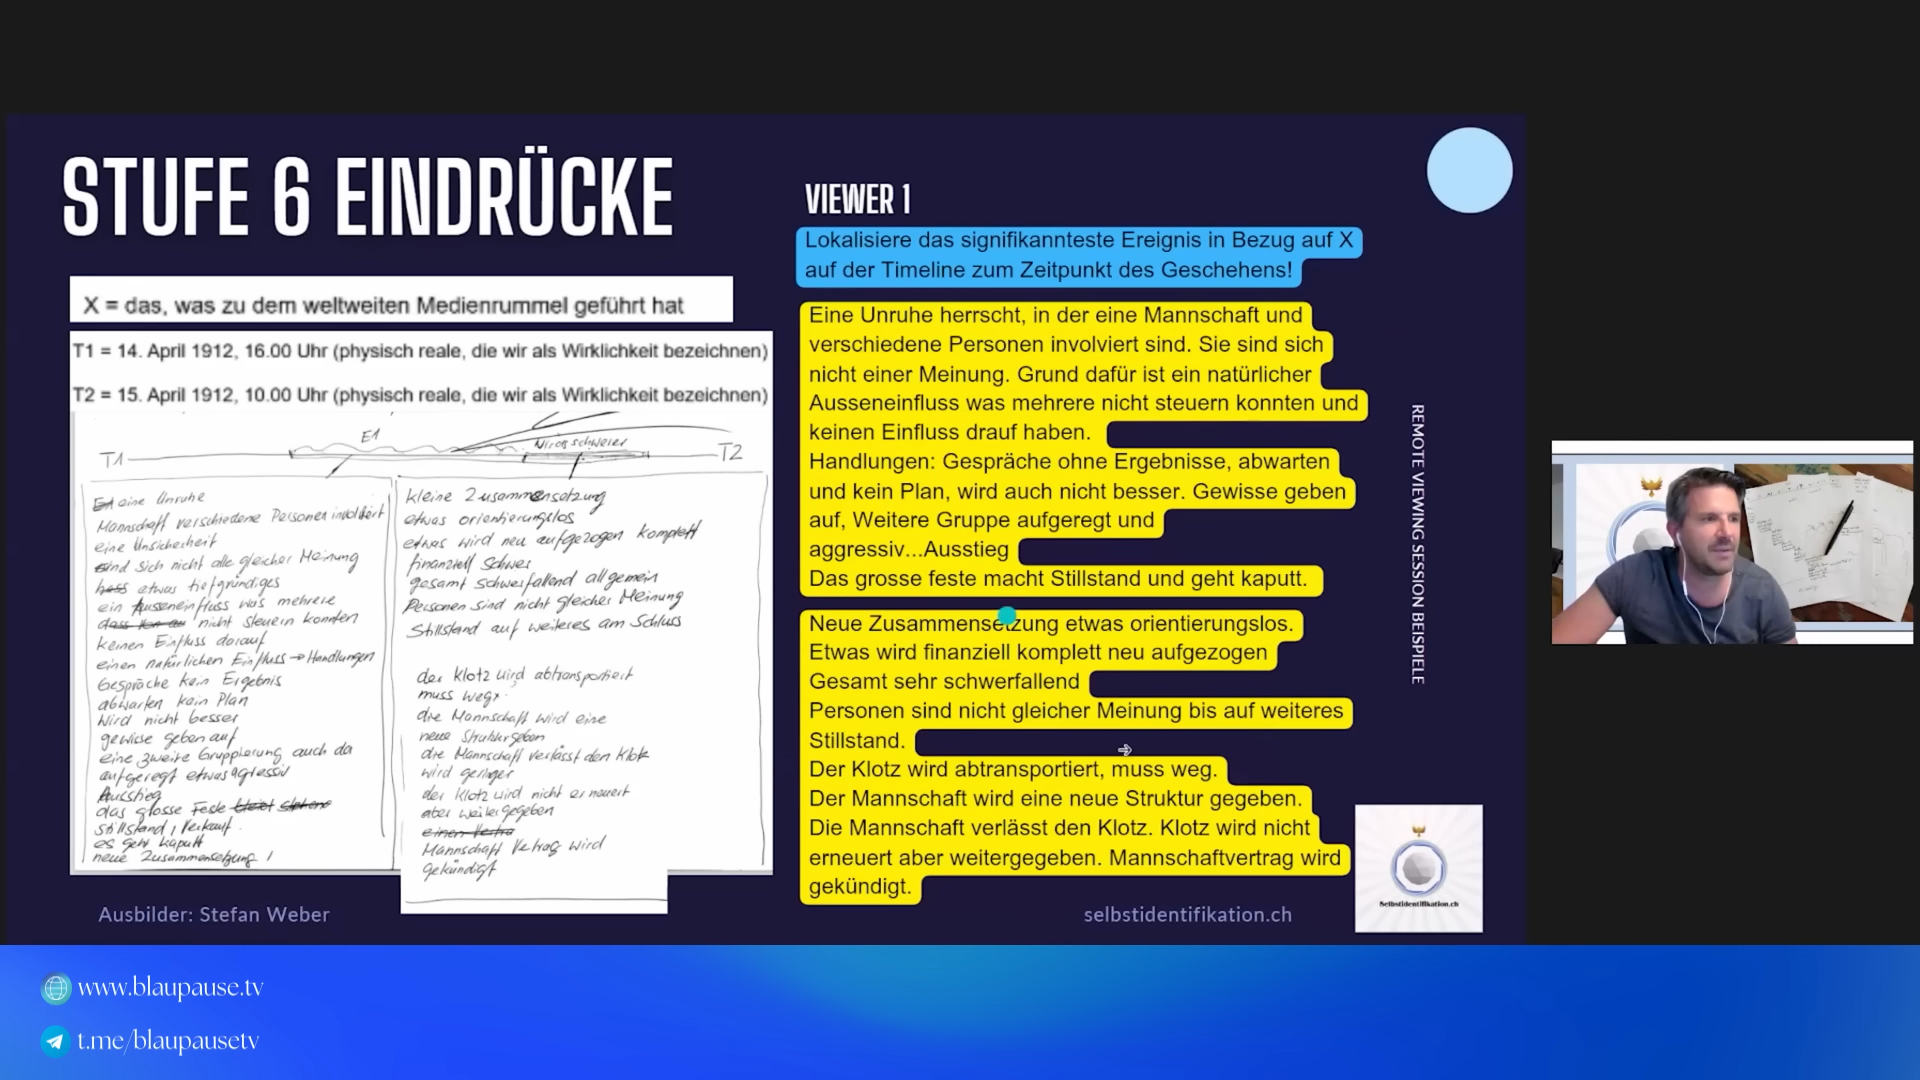 STUFE 6 EINDRÜCKE
X = das, was zu dem weltweiten Medienrummel geführt hat
T1 = 14. April 1912, 16.00 Uhr (physisch reale, die wir als Wirklichkeit bezeichnen)
T2 = 15. April 1912, 10.00 Uhr (physisch reale, die wir als Wirklichkeit bezeichnen)
T1
E1
T2
eine Unruhe
Mannschaft verschiedene Personen involviert
eine Unsicherheit
sind sich nicht alle gleicher Meinung
etwas tiefgründiges
ein Ausseneinfluss was mehrere
nicht steuern konnten
keinen Einfluss darauf
einen natürlichen Einfluss → Handlungen
Gespräche kein Ergebnis
abwarten kein Plan
wird nicht besser
gewisse geben auf
eine zweite Gruppierung auch da
aufgeregt etwas agressiv
Ausstieg
das grosse Feste
Stillstand, Verkauf.
es geht kaputt
neue Zusammensetzung
kleine Zusammensetzung
etwas orientierungslos
etwas wird neu aufgezogen komplett
finanziell Schwer
gesamt schwerfallend allgemein
Personen sind nicht gleicher Meinung
Stillstand auf weiteres am Schluss
der Klotz wird abtransportiert
muss weg.
die Mannschaft wird eine
neue Struktur geben
die Mannschaft verlässt den Klotz
wird geringer
der Klotz wird nicht erneuert
aber weitergegeben
Mannschaft Vertrag wird
gekündigt
VIEWER 1
Lokalisiere das signifikannteste Ereignis in Bezug auf X
auf der Timeline zum Zeitpunkt des Geschehens!
Eine Unruhe herrscht, in der eine Mannschaft und
verschiedene Personen involviert sind. Sie sind sich
nicht einer Meinung. Grund dafür ist ein natürlicher
Ausseneinfluss was mehrere nicht steuern konnten und
keinen Einfluss drauf haben.
Handlungen: Gespräche ohne Ergebnisse, abwarten
und kein Plan, wird auch nicht besser. Gewisse geben
auf, Weitere Gruppe aufgeregt und
aggressiv...Ausstieg
Das grosse feste macht Stillstand und geht kaputt.
Neue Zusammensetzung etwas orientierungslos.
Etwas wird finanziell komplett neu aufgezogen
Gesamt sehr schwerfallend
Personen sind nicht gleicher Meinung bis auf weiteres
Stillstand.
Der Klotz wird abtransportiert, muss weg.
Der Mannschaft wird eine neue Struktur gegeben.
Die Mannschaft verlässt den Klotz. Klotz wird nicht
erneuert aber weitergegeben. Mannschaftvertrag wird
gekündigt.
REMOTE VIEWING SESSION BEISPIELE
Selbstidentifikation.ch
Ausbilder: Stefan Weber
selbstidentifikation.ch
www.blaupause.tv
t.me/blaupausetv